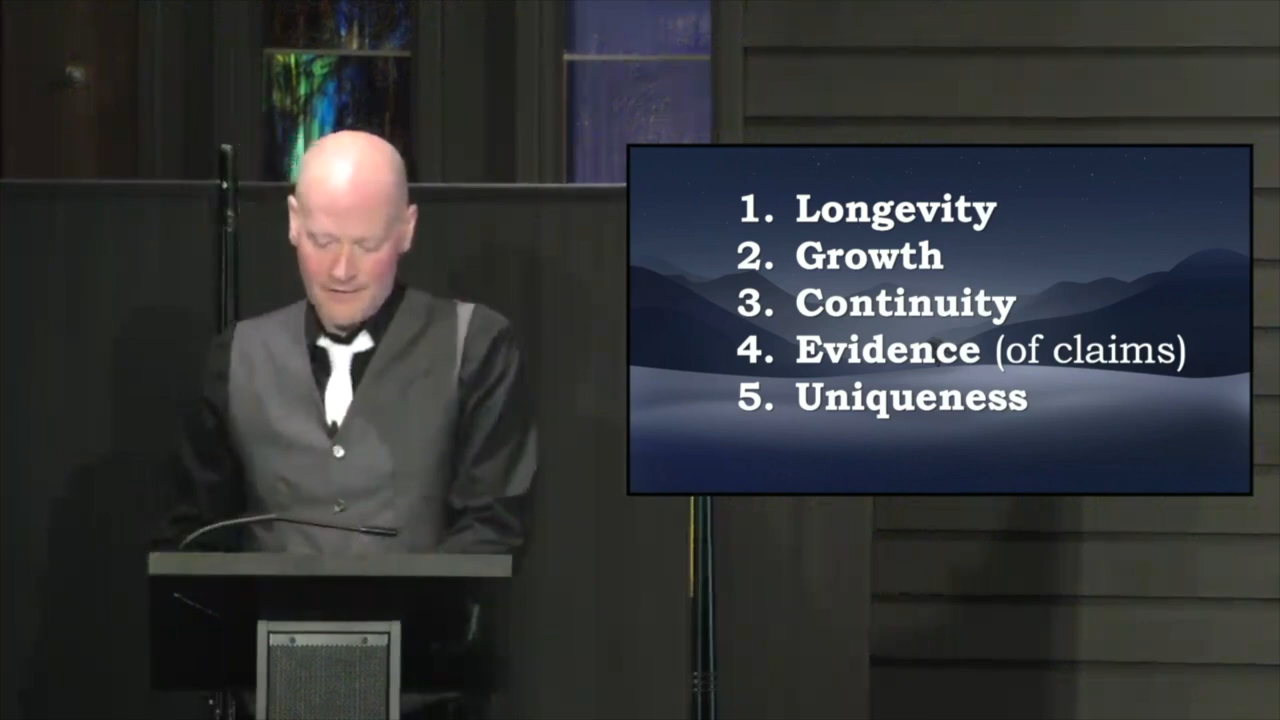 1. Longevity
2. Growth
3. Continuity
4. Evidence (of claims)
5. Uniqueness